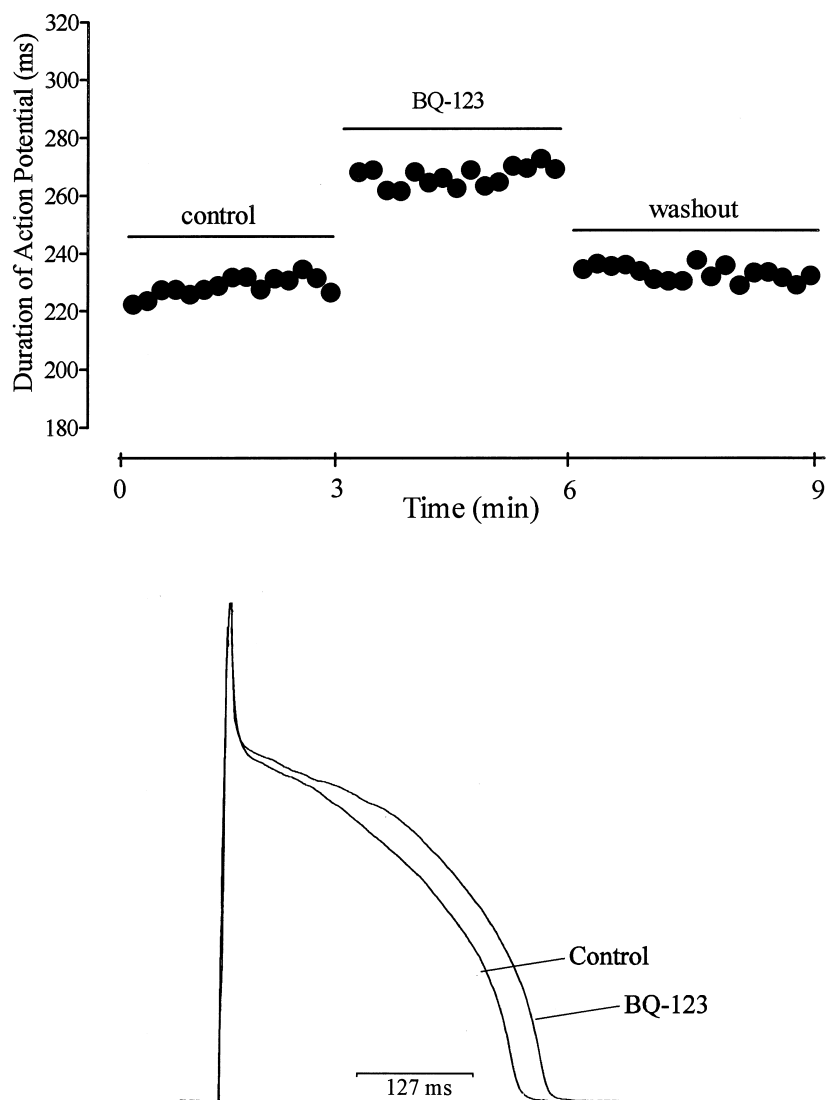 320
300
280
260
240
220
200
180
Duration of Action Potential (ms)
BQ-123
control
washout
0
3
6
9
Time (min)
Control
BQ-123
127 ms